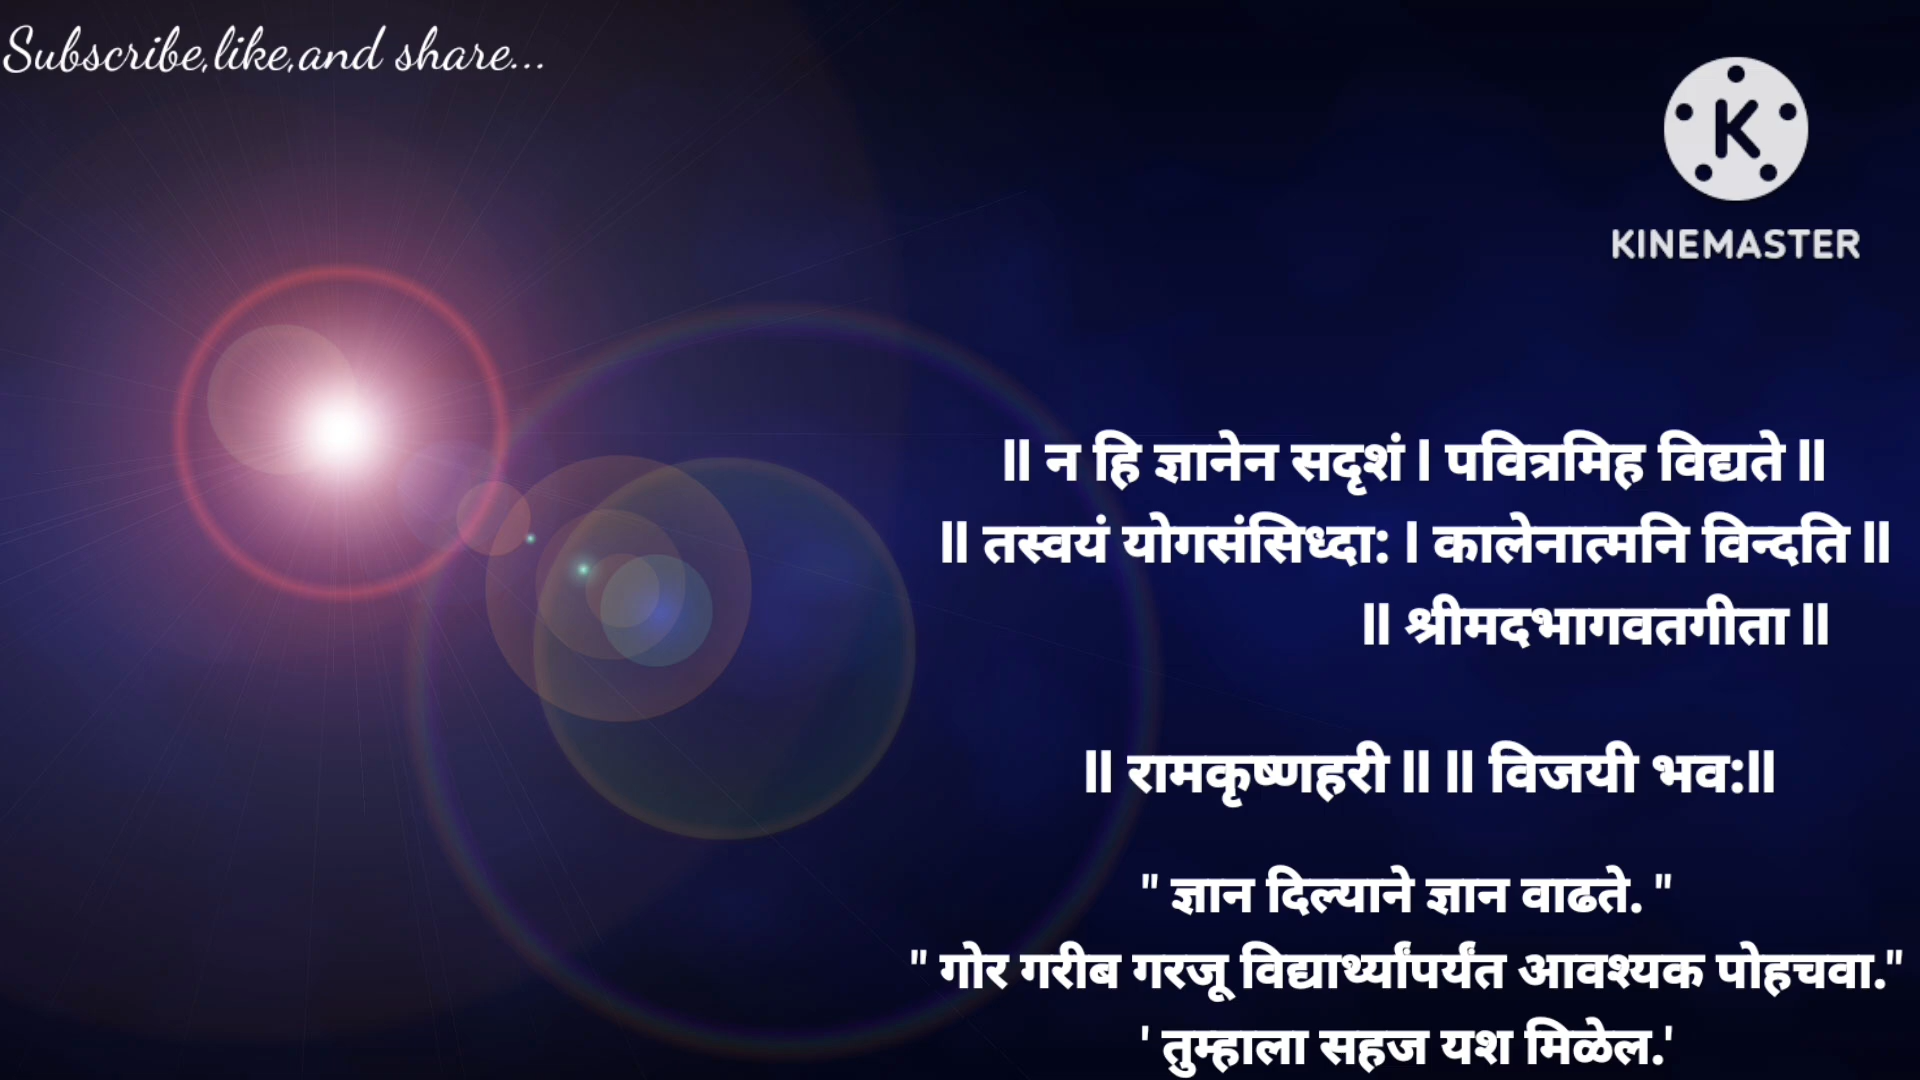 Subscribe,like,and share...
K
KINEMASTER
॥ न हि ज्ञानेन सदृशं । पवित्रमिह विद्यते ॥
॥ तस्वयं योगसंसिध्दा: । कालेनात्मनि विन्दति ॥
॥ श्रीमदभागवतगीता ॥
॥ रामकृष्णहरी ॥ ॥ विजयी भव:॥
" ज्ञान दिल्याने ज्ञान वाढते. "
" गोर गरीब गरजू विद्यार्थ्यांपर्यंत आवश्यक पोहचवा."
' तुम्हाला सहज यश मिळेल.'